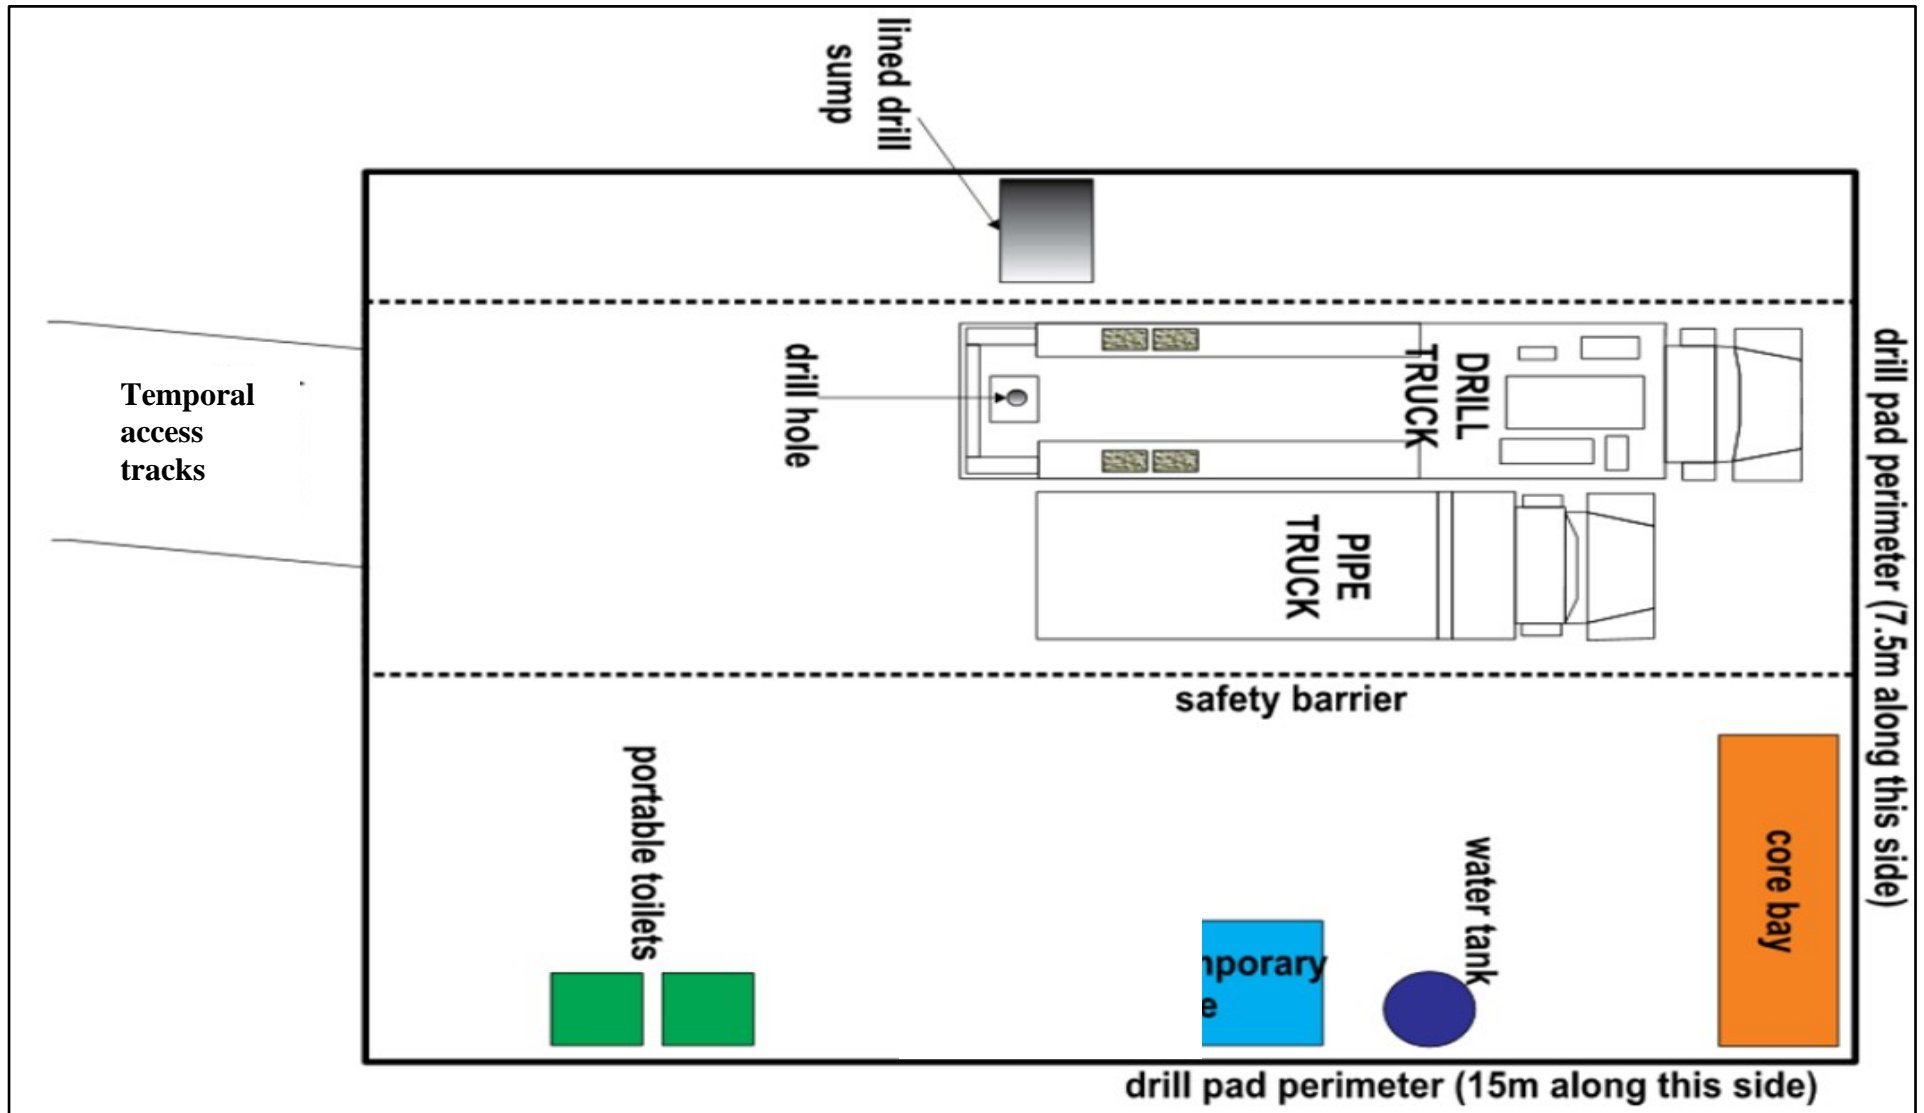 lined drill
sump
Temporal
access
tracks
drill hole
DRILL
TRUCK
PIPE
TRUCK
safety barrier
portable toilets
water tank
core bay
drill pad perimeter (7.5m along this side)
drill pad perimeter (15m along this side)